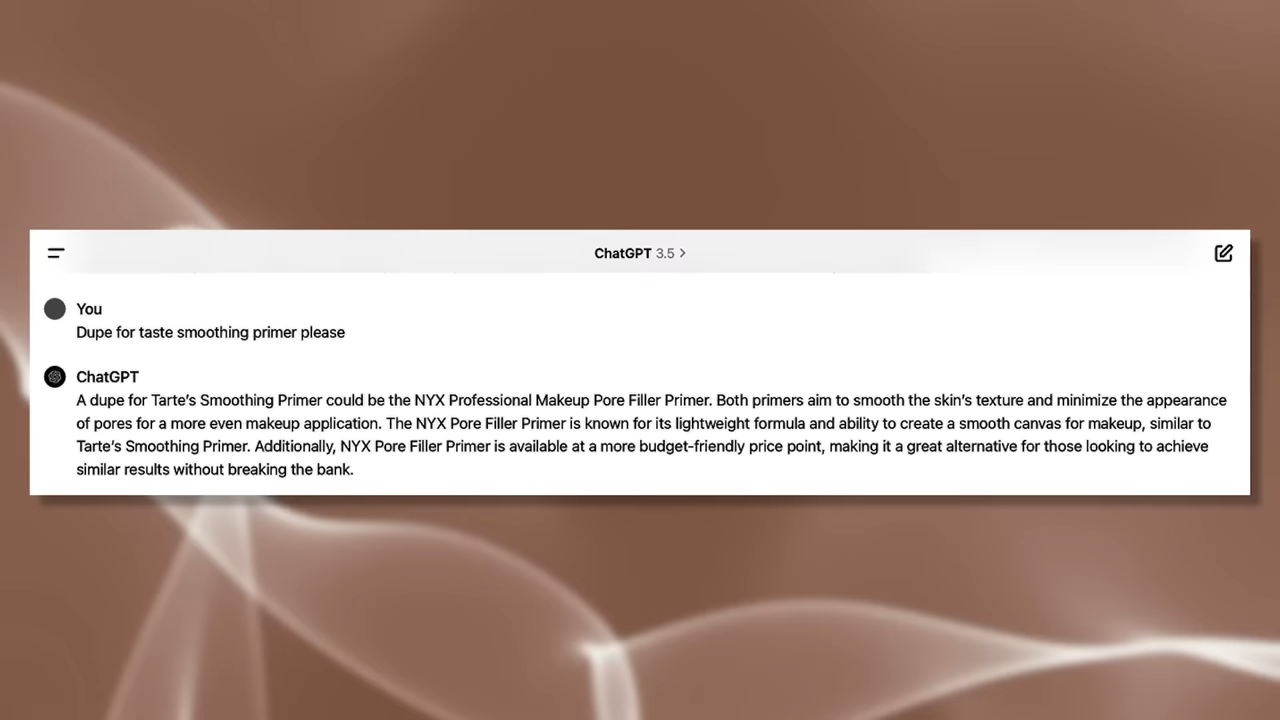 ChatGPT 3.5 >
You
Dupe for taste smoothing primer please
ChatGPT
A dupe for Tarte's Smoothing Primer could be the NYX Professional Makeup Pore Filler Primer. Both primers aim to smooth the skin's texture and minimize the appearance
of pores for a more even makeup application. The NYX Pore Filler Primer is known for its lightweight formula and ability to create a smooth canvas for makeup, similar to
Tarte's Smoothing Primer. Additionally, NYX Pore Filler Primer is available at a more budget-friendly price point, making it a great alternative for those looking to achieve
similar results without breaking the bank.